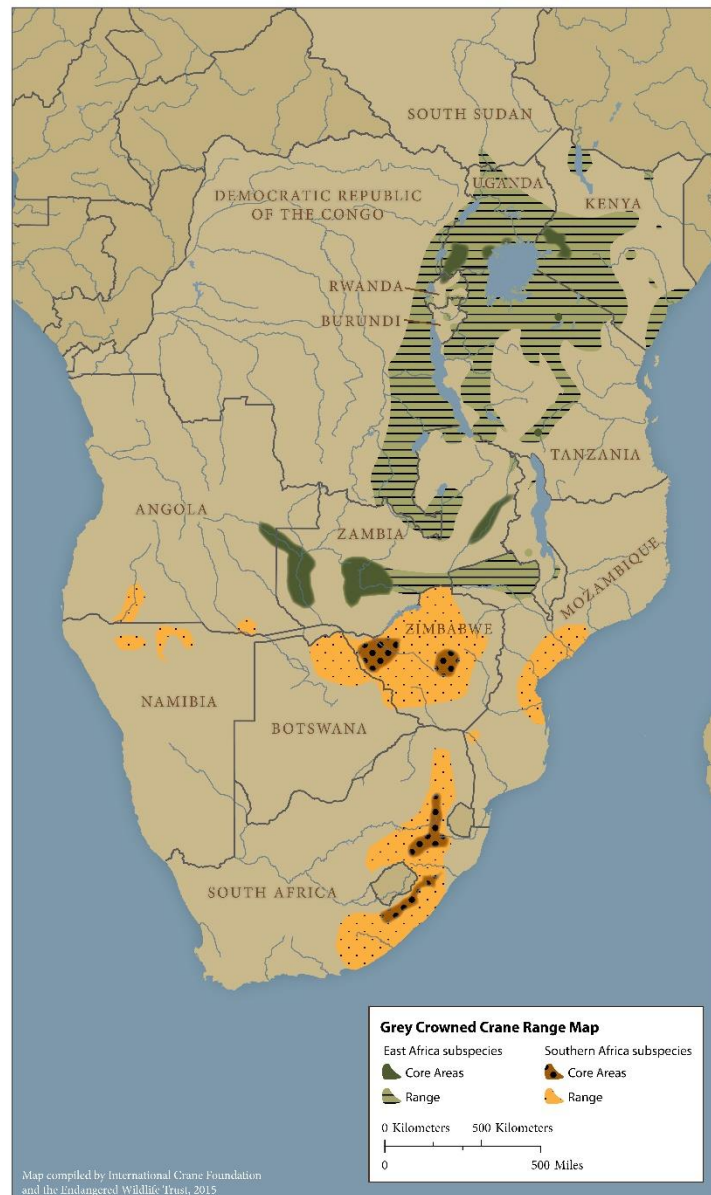 SOUTH SUDAN
DEMOCRATIC REPUBLIC
OF THE CONGO
UGANDA
KENYA
RWANDA
BURUNDI
TANZANIA
ANGOLA
ZAMBIA
MOZAMBIQUE
ZIMBABWE
NAMIBIA
BOTSWANA
SOUTH AFRICA
Grey Crowned Crane Range Map
East Africa subspecies
Southern Africa subspecies
Core Areas
Core Areas
Range
Range
0 Kilometers 500 Kilometers
0 500 Miles
Map compiled by International Crane Foundation
and the Endangered Wildlife Trust, 2015